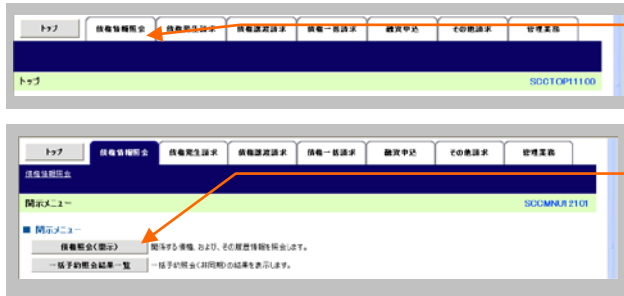 トップ 債権情報照会 債権発生請求 債権譲渡請求 債権一括請求 融資申込 その他請求 管理業務
トップ SCCTOP11100
トップ 債権情報照会 債権発生請求 債権譲渡請求 債権一括請求 融資申込 その他請求 管理業務
債権情報照会
開示メニュー SCCMNU12101
■ 開示メニュー
債権照会(開示) 関係する債権、および、その履歴情報を照会します。
一括予約照会結果一覧 一括予約照会(非同期)の結果を表示します。